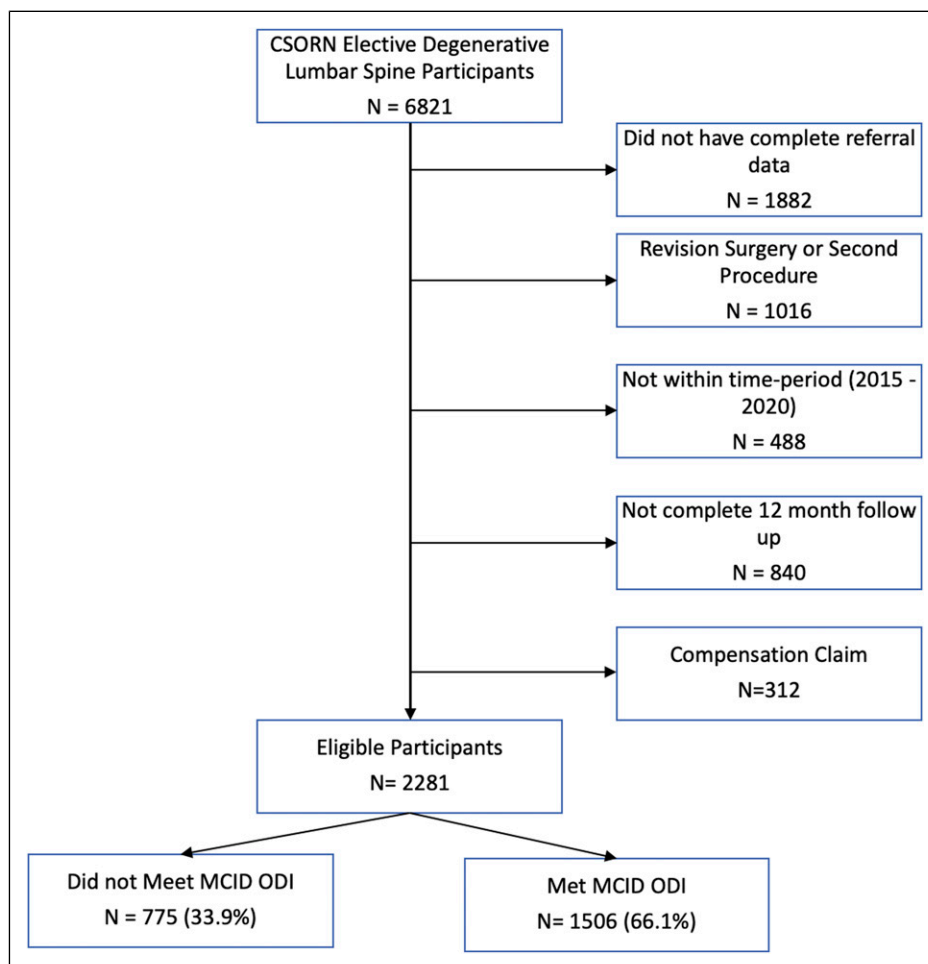 CSORN Elective Degenerative
Lumbar Spine Participants
N = 6821
Did not have complete referral
data
N = 1882
Revision Surgery or Second
Procedure
N = 1016
Not within time-period (2015 -
2020)
N = 488
Not complete 12 month follow
up
N = 840
Compensation Claim
N=312
Eligible Participants
N= 2281
Did not Meet MCID ODI
N = 775 (33.9%)
Met MCID ODI
N= 1506 (66.1%)